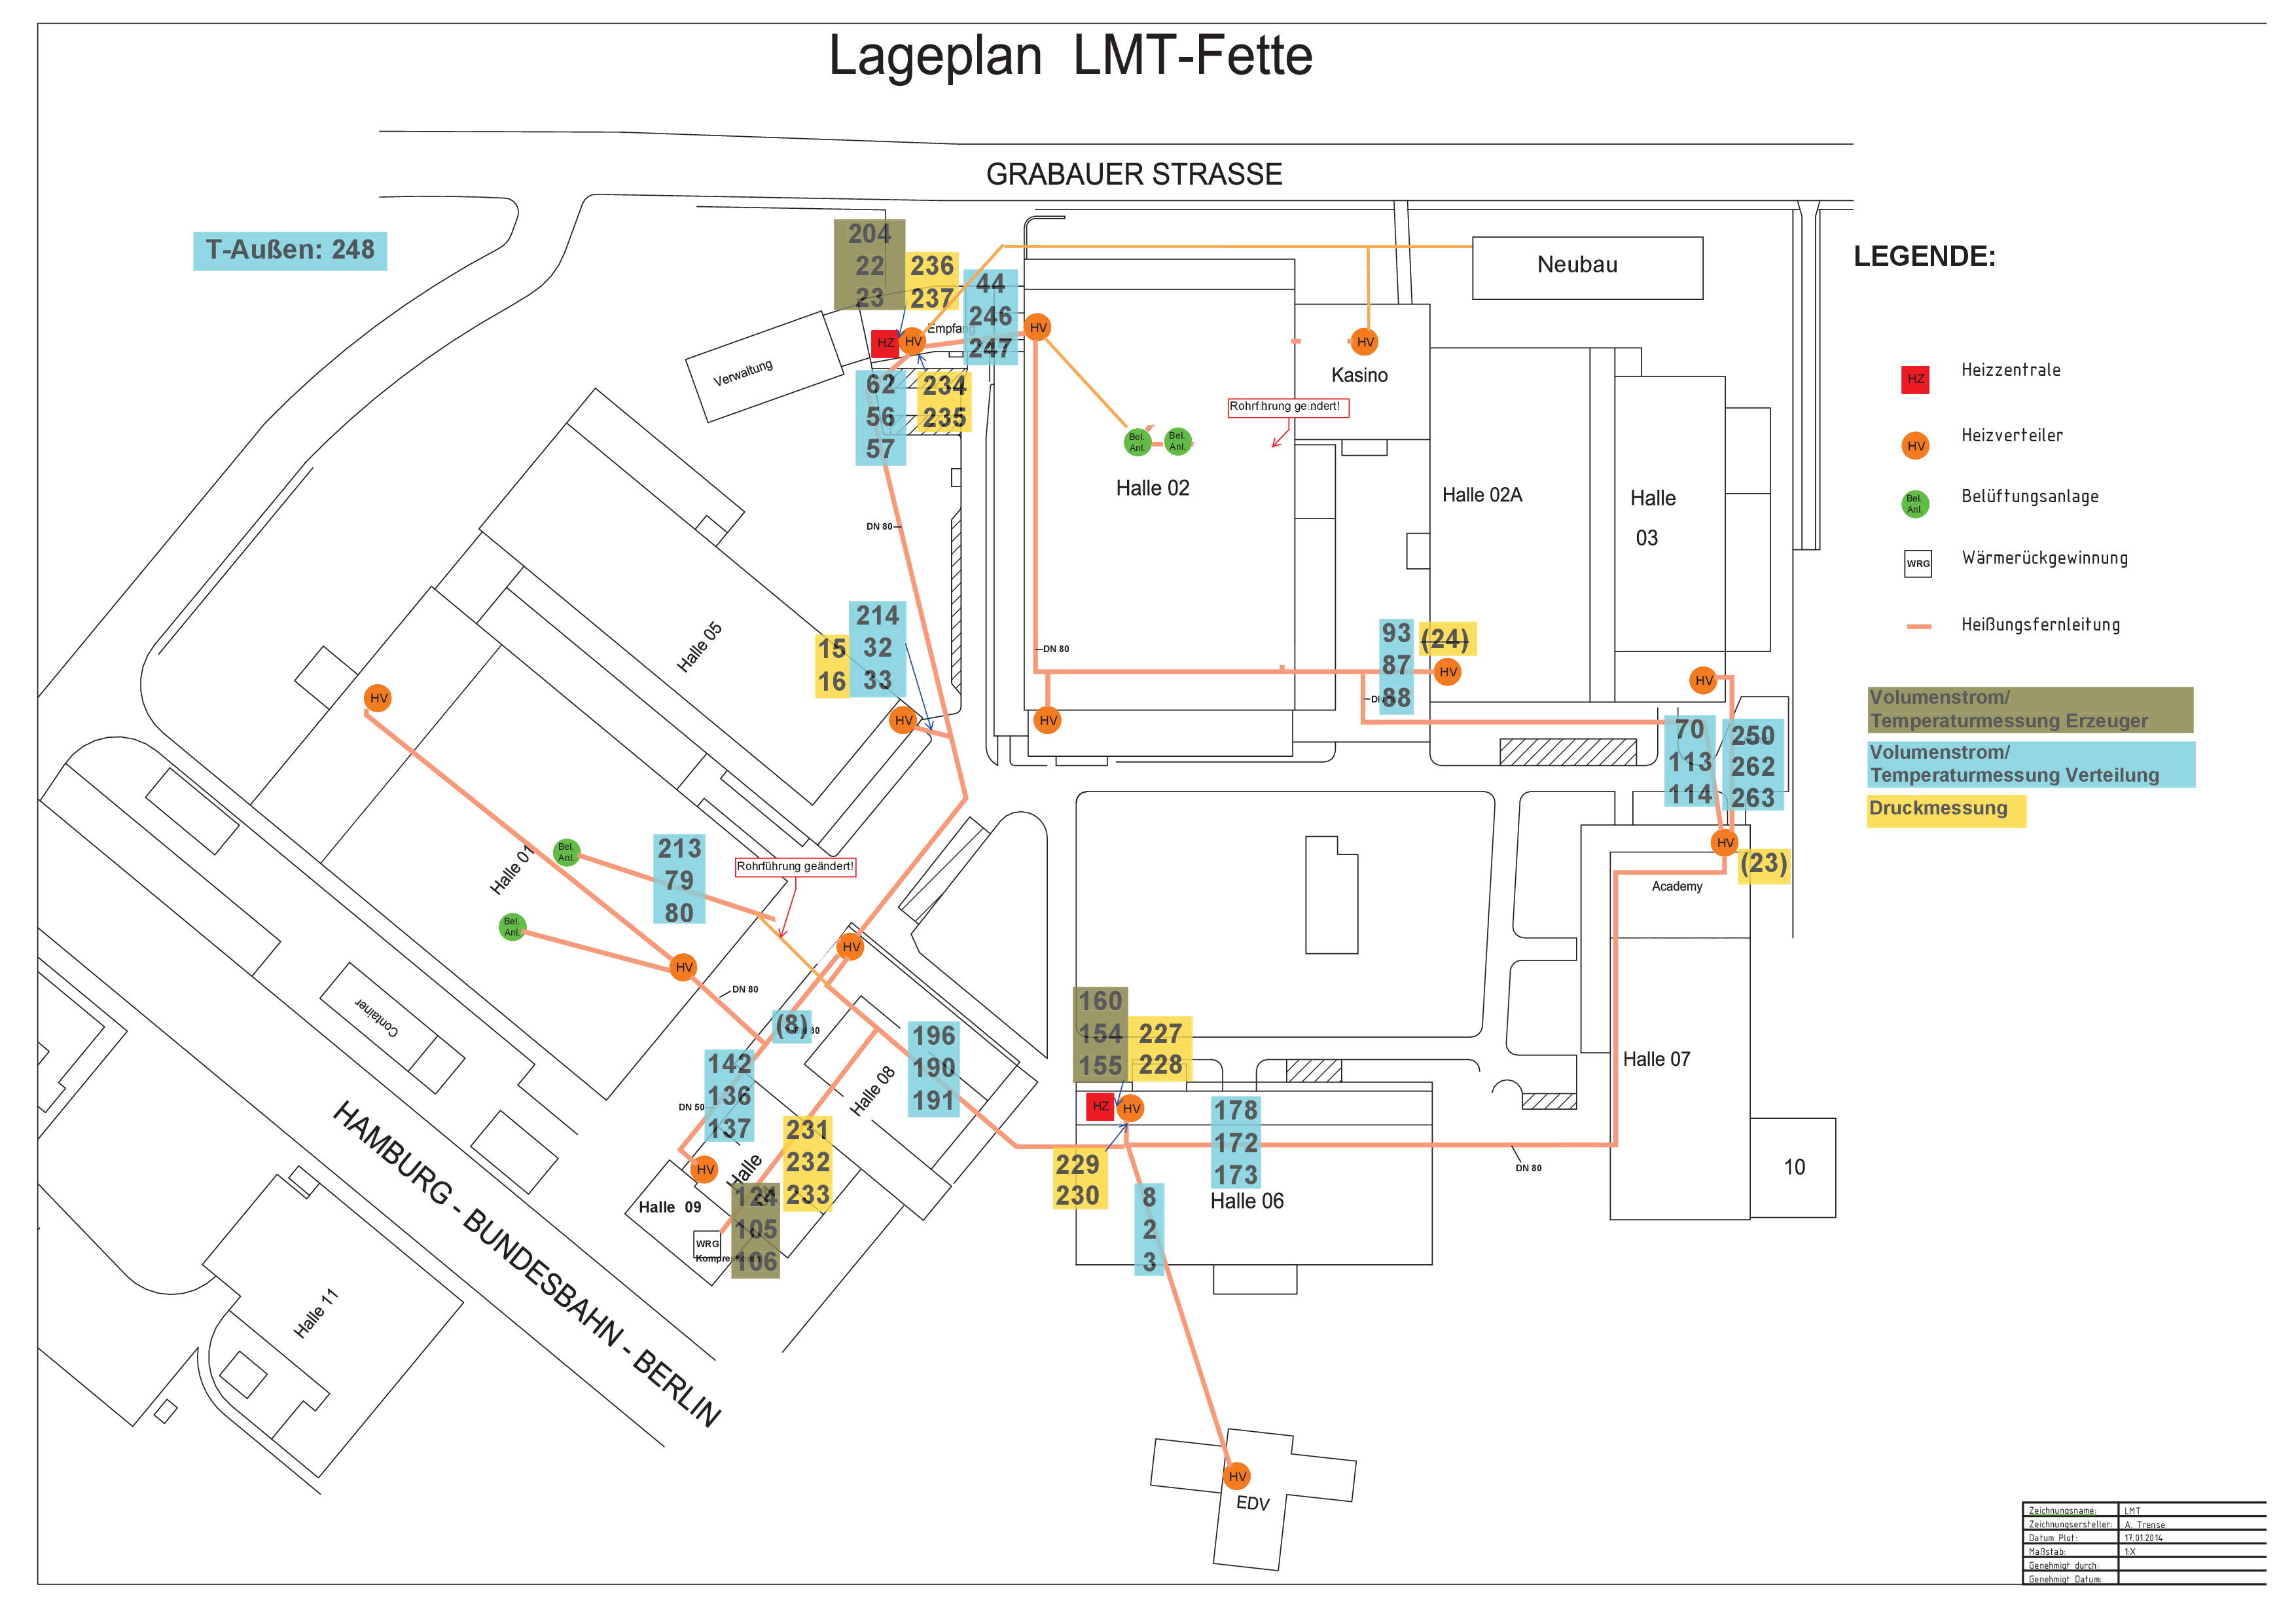 Lageplan LMT-Fette
GRABAUER STRASSE
T-Außen: 248
204
22
23
236
237
44
246
247
Neubau
LEGENDE:
HZ
HV
Empfang
HV
HV
Verwaltung
Kasino
62
56
57
234
235
Rohrführung geändert!
Bel.
Anl.
Bel.
Anl.
Halle 02
Halle 02A
Halle
03
HZ
Heizzentrale
HV
Heizverteiler
Bel.
Anl.
Belüftungsanlage
WRG
Wärmerückgewinnung
Heißungsfernleitung
DN 80
Halle 05
214
32
33
15
16
HV
HV
DN 80
HV
93
87
88
(24)
HV
HV
Volumenstrom/
Temperaturmessung Erzeuger
Volumenstrom/
Temperaturmessung Verteilung
Druckmessung
70
113
114
250
262
263
HV
(23)
Academy
Halle 01
Bel.
Anl.
Bel.
Anl.
213
79
80
Rohrführung geändert!
HV
HV
DN 80
Container
(8)
142
136
137
DN 50
196
190
191
Halle 08
160
154
155
227
228
HZ
HV
178
172
173
Halle 07
HAMBURG - BUNDESBAHN - BERLIN
231
232
233
HV
Halle
Halle 09
124
105
106
WRG
229
230
Halle 06
8
2
3
DN 80
10
Halle 11
HV
EDV
Zeichnungsname: LMT
Zeichnungsersteller: A. Trense
Datum Plot: 17.01.2014
Maßstab: 1:X
Genehmigt durch:
Genehmigt Datum: